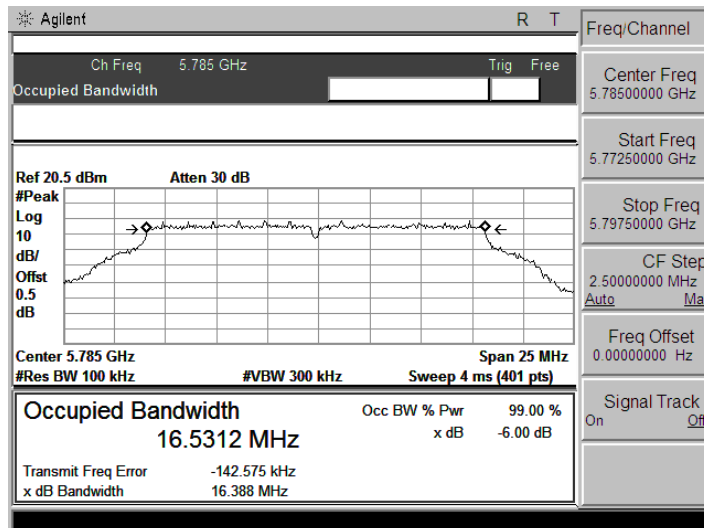 Agilent R T
Ch Freq 5.785 GHz Trig Free
Occupied Bandwidth
Ref 20.5 dBm Atten 30 dB
#Peak
Log
10
dB/
Offst
0.5
dB
Center 5.785 GHz Span 25 MHz
#Res BW 100 kHz #VBW 300 kHz Sweep 4 ms (401 pts)
Occupied Bandwidth Occ BW % Pwr 99.00 %
16.5312 MHz x dB -6.00 dB
Transmit Freq Error -142.575 kHz
x dB Bandwidth 16.388 MHz
Freq/Channel
Center Freq
5.78500000 GHz
Start Freq
5.77250000 GHz
Stop Freq
5.79750000 GHz
CF Step
2.50000000 MHz
Auto Ma
Freq Offset
0.00000000 Hz
Signal Track
On Off